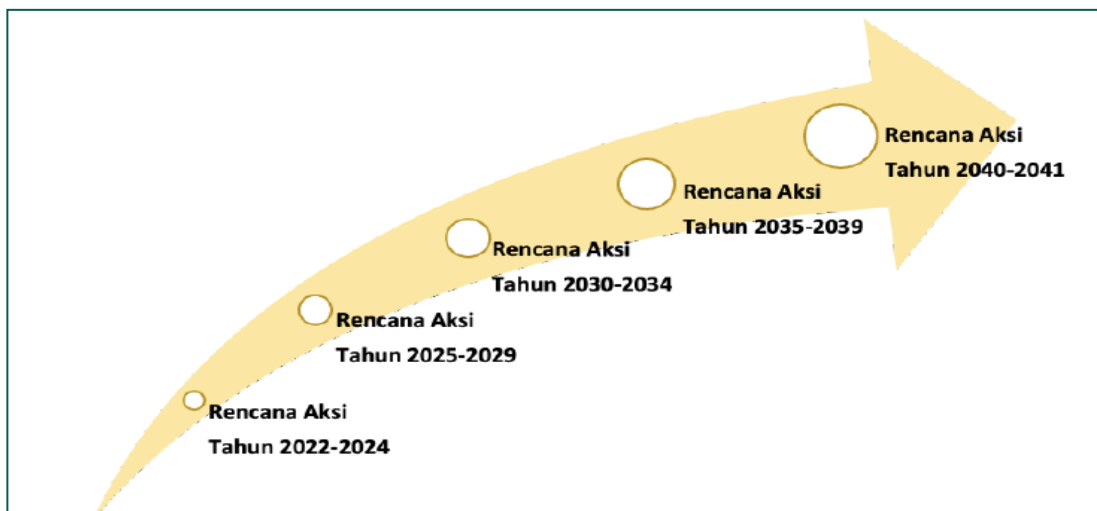 Rencana Aksi
Tahun 2040-2041
Rencana Aksi
Tahun 2035-2039
Rencana Aksi
Tahun 2030-2034
Rencana Aksi
Tahun 2025-2029
Rencana Aksi
Tahun 2022-2024